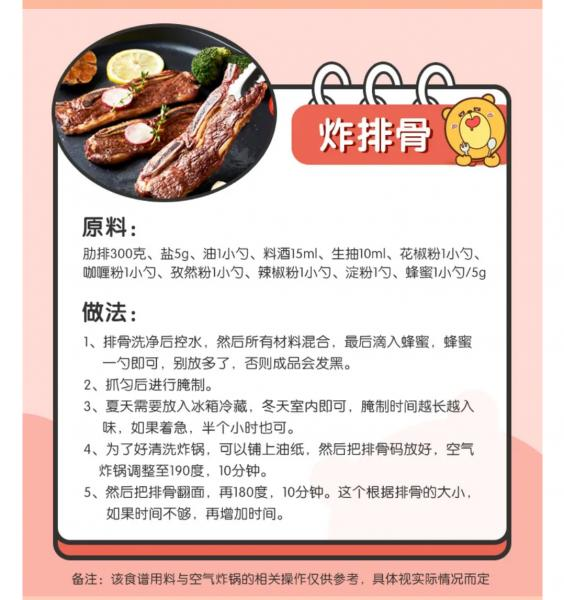 炸排骨
原料：
肋排300克、盐5g、油1小勺、料酒15ml、生抽10ml、花椒粉1小勺、
咖喱粉1小勺、孜然粉1小勺、辣椒粉1小勺、淀粉1勺、蜂蜜1小勺/5g
做法：
1、排骨洗净后控水，然后所有材料混合，最后滴入蜂蜜，蜂蜜
一勺即可，别放多了，否则成品会发黑。
2、抓匀后进行腌制。
3、夏天需要放入冰箱冷藏，冬天室内即可，腌制时间越长越入
味，如果着急，半个小时也可。
4、为了好清洗炸锅，可以铺上油纸，然后把排骨码放好，空气
炸锅调整至190度，10分钟。
5、然后把排骨翻面，再180度，10分钟。这个根据排骨的大小，
如果时间不够，再增加时间。
备注：该食谱用料与空气炸锅的相关操作仅供参考，具体视实际情况而定